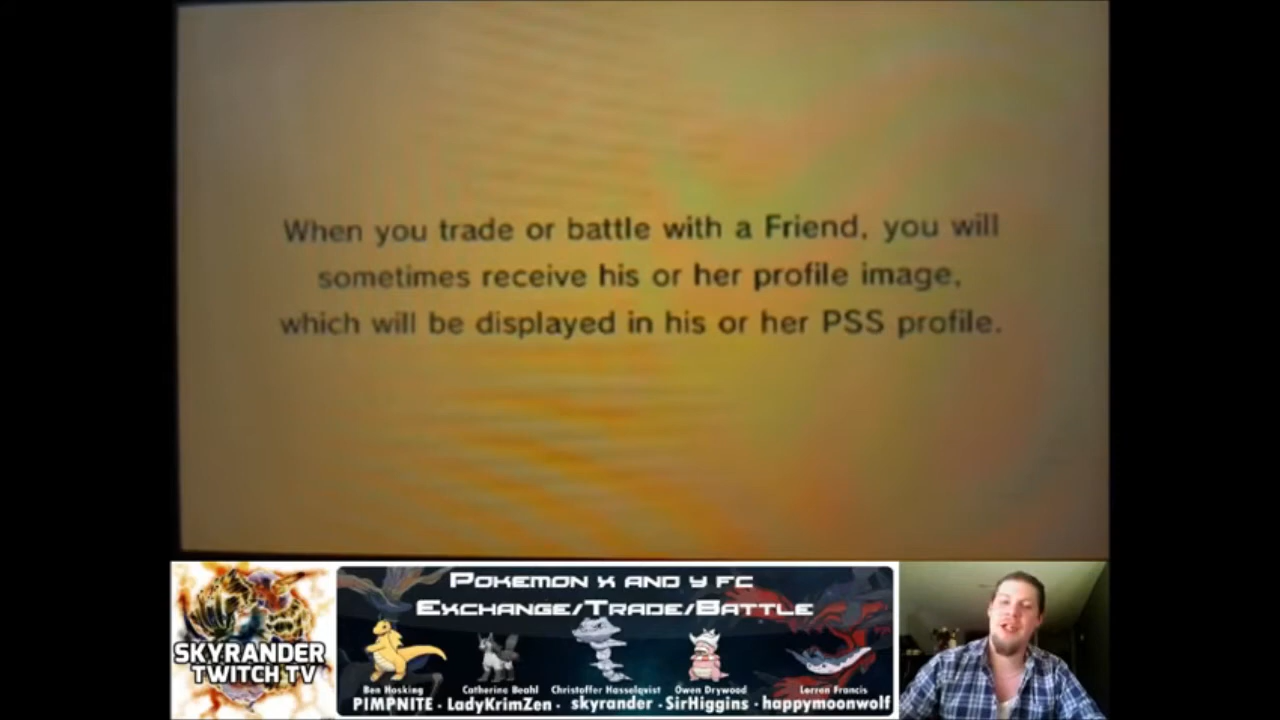 When you trade or battle with a Friend, you will
sometimes receive his or her profile image,
which will be displayed in his or her PSS profile.
SKYRANDER
TWITCH TV
POKEMON X AND Y FC
EXCHANGE/TRADE/BATTLE
Ben Hosking
Catherine Beahl
Christoffer Hasselqvist
Owen Drywood
Lorren Francis
PIMPNITE - LadyKrimZen - skyrander - SirHiggins - happymoonwolf